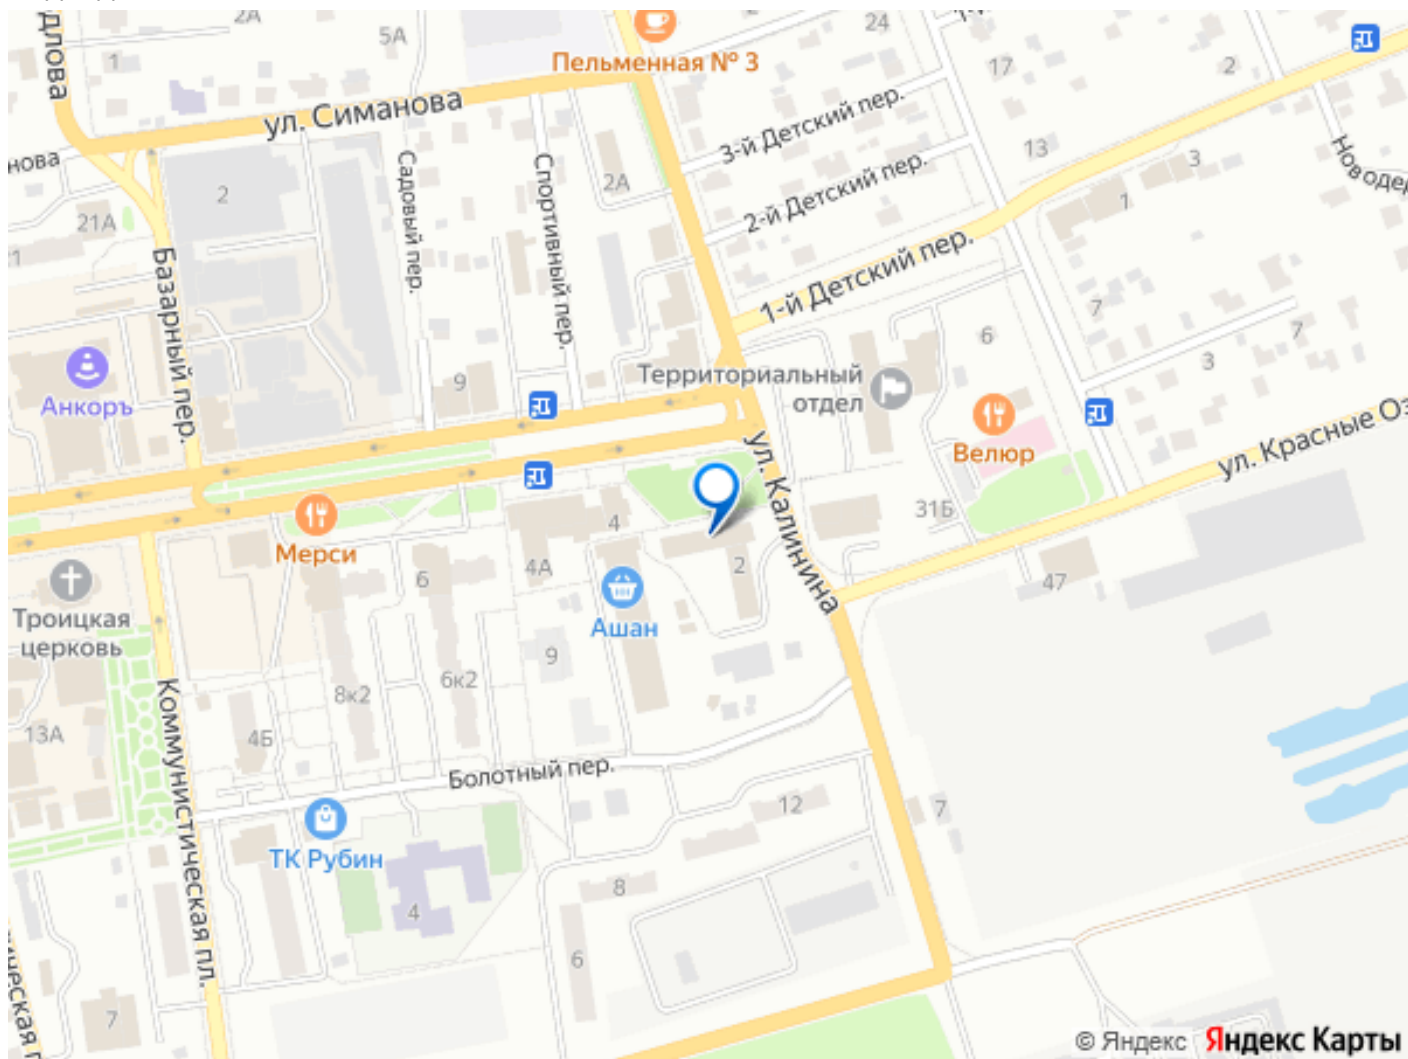 2А
24
17
2
5А
1
Пельменная № 3
ул. Симанова
3-й Детский пер.
2-й Детский пер.
1-й Детский пер.
13
3
1
Садовый пер.
Спортивный пер.
2А
2
21А
Базарный пер.
Анкоръ
9
Территориальный
отдел
6
7
3
7
Велюр
ул. Красные Оз
ул. Калинина
31Б
47
Мерси
4
4А
6
2
Ашан
Троицкая
церковь
9
8к2
6к2
4Б
13А
Коммунистическая пл.
Болотный пер.
12
7
ТК Рубин
4
8
6
7
© Яндекс Яндекс Карты